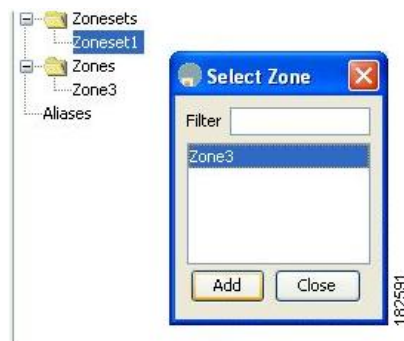 Zonesets
Zoneset1
Zones
Zone3
Aliases
Select Zone
Filter
Zone3
Add
Close
182591